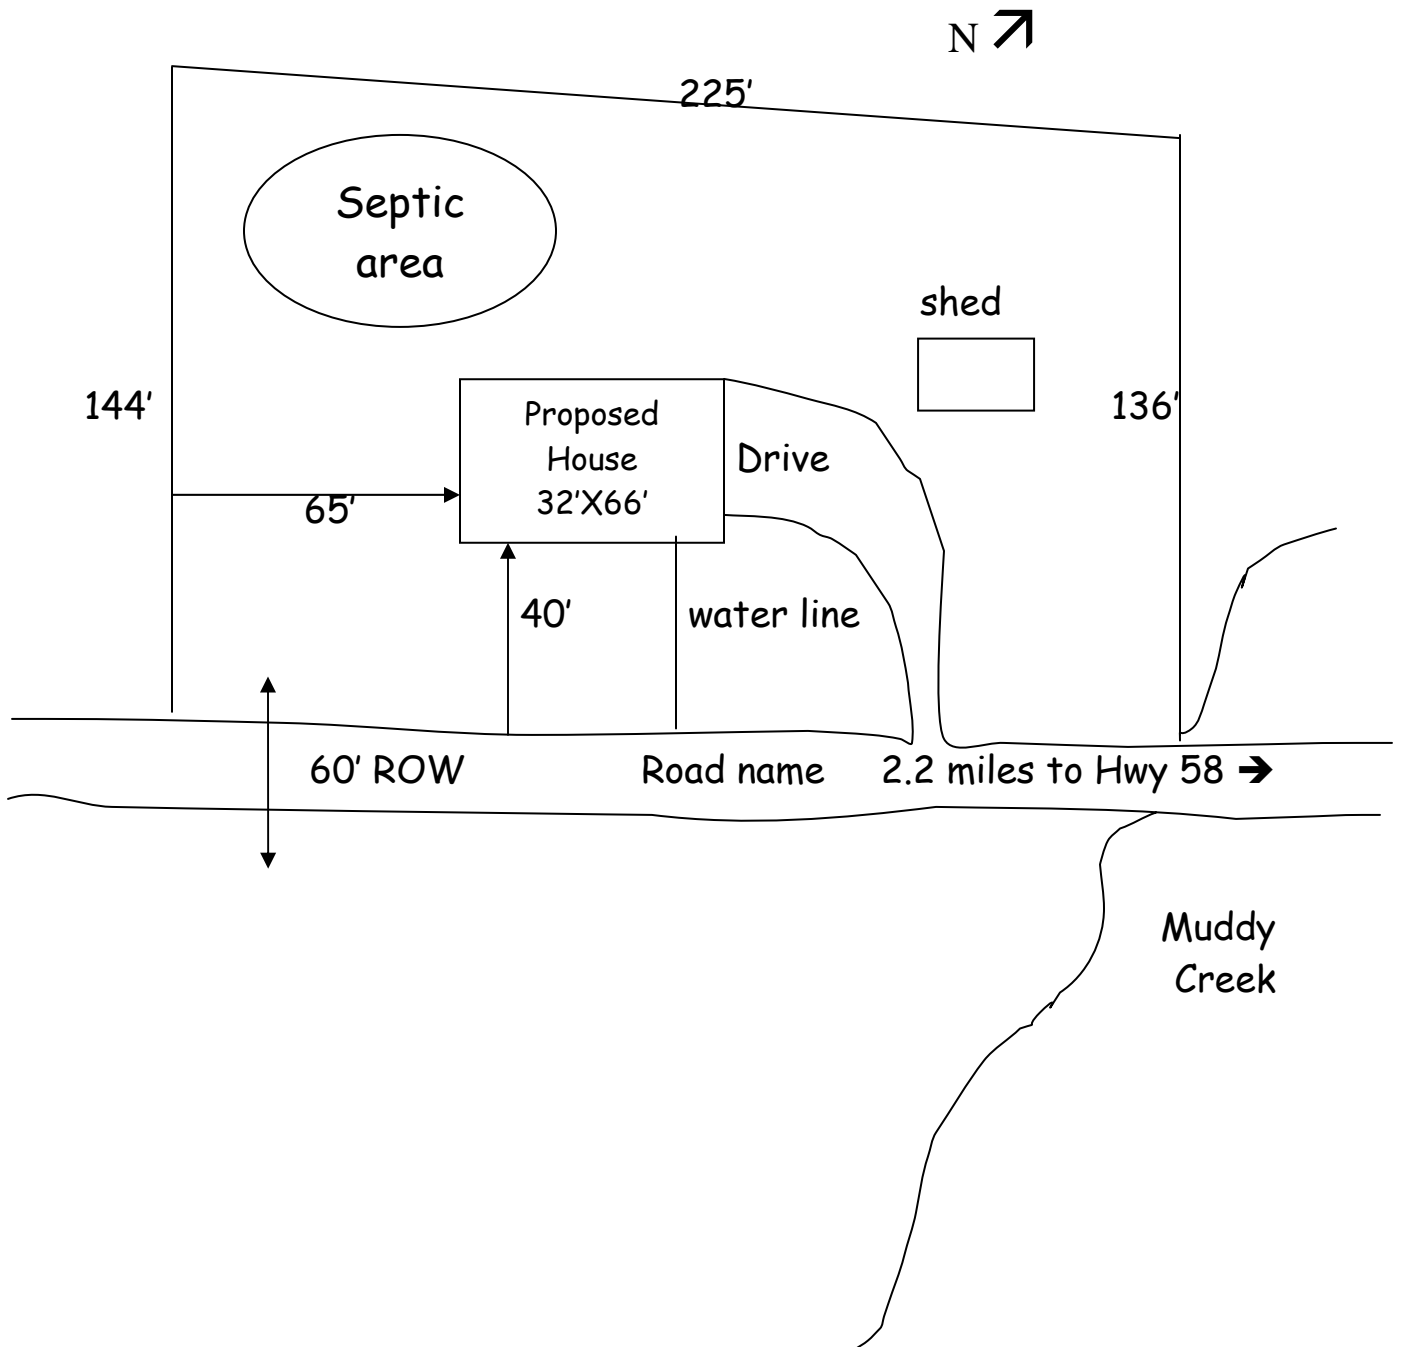 N
225’
Septic
area
shed
144’
136’
Proposed
House
32’X66’
Drive
65’
40’
water line
60’ ROW
Road name
2.2 miles to Hwy 58 ➔
Muddy
Creek